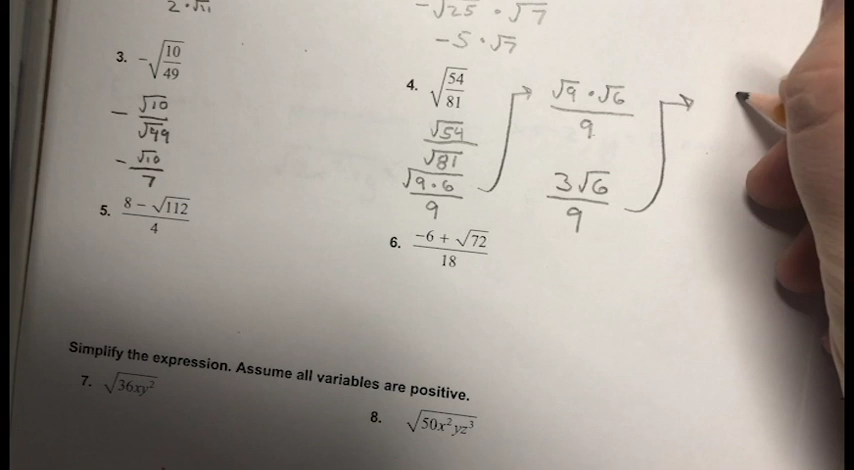 2 · √11
-√25 · √7
-5 · √7
3. -√(10/49)
-√10/√49
-√10/7
4. √(54/81)
√54/√81
√(9·6)/9
√9 · √6/9
3√6/9
5. (8 - √112)/4
6. (-6 + √72)/18
Simplify the expression. Assume all variables are positive.
7. √(36xy²)
8. √(50x²yz³)